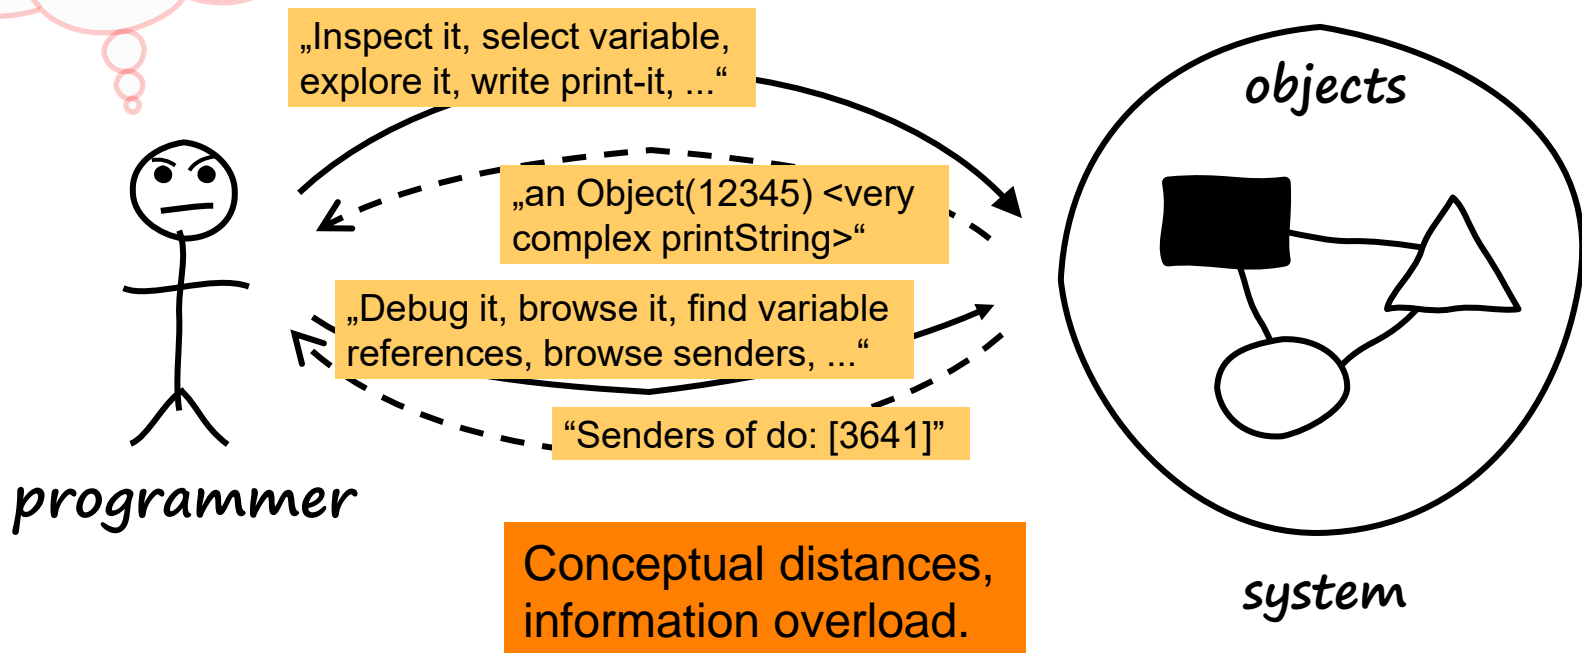 „Inspect it, select variable,
explore it, write print-it, ...“
objects
„an Object(12345) <very
complex printString>“
„Debug it, browse it, find variable
references, browse senders, ...“
“Senders of do: [3641]”
programmer
Conceptual distances,
information overload.
system